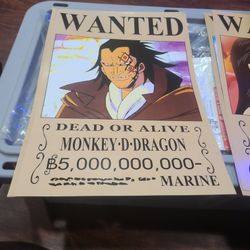 WANTED
DEAD OR ALIVE
MONKEY·D·DRAGON
฿5,000,000,000-
MARINE